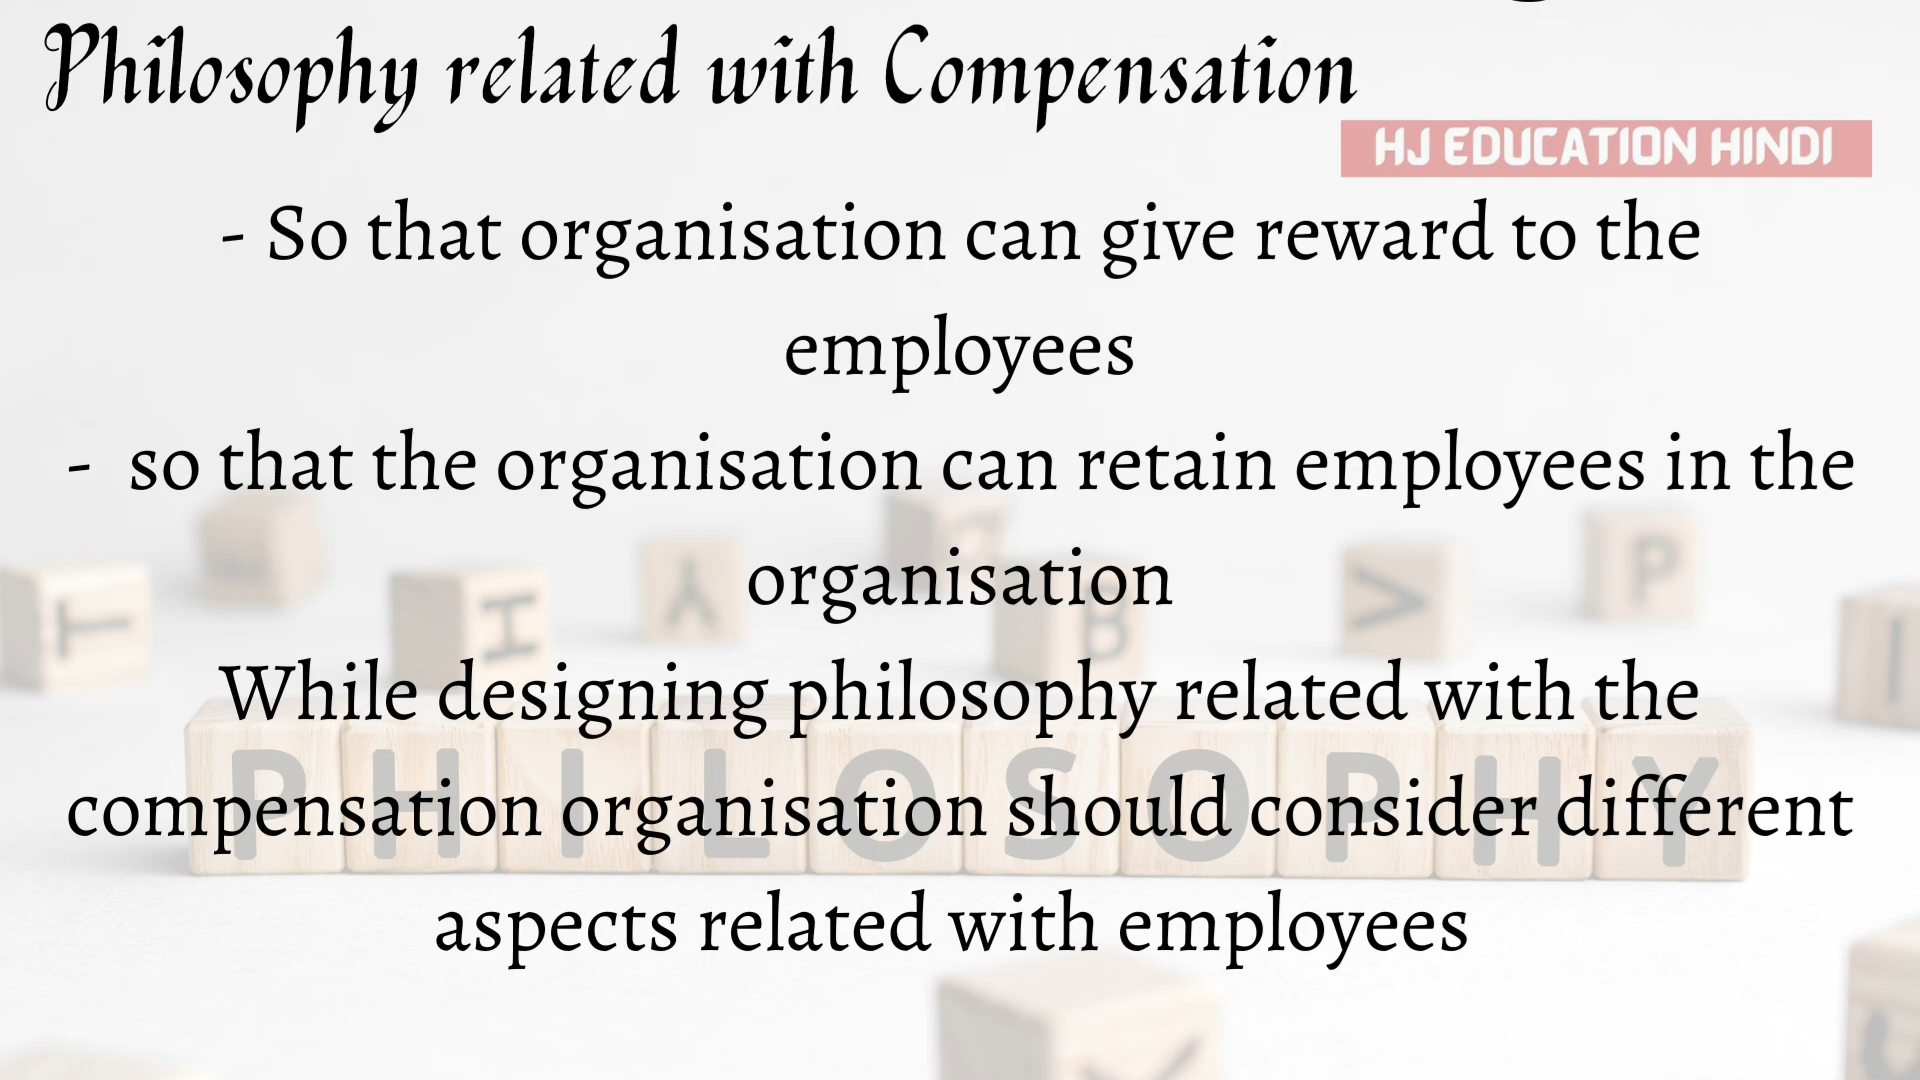 Philosophy related with Compensation
HJ EDUCATION HINDI
- So that organisation can give reward to the
employees
- so that the organisation can retain employees in the
organisation
While designing philosophy related with the
compensation organisation should consider different
aspects related with employees
T
H
Y
B
V
P
I
PHILOSOPHY